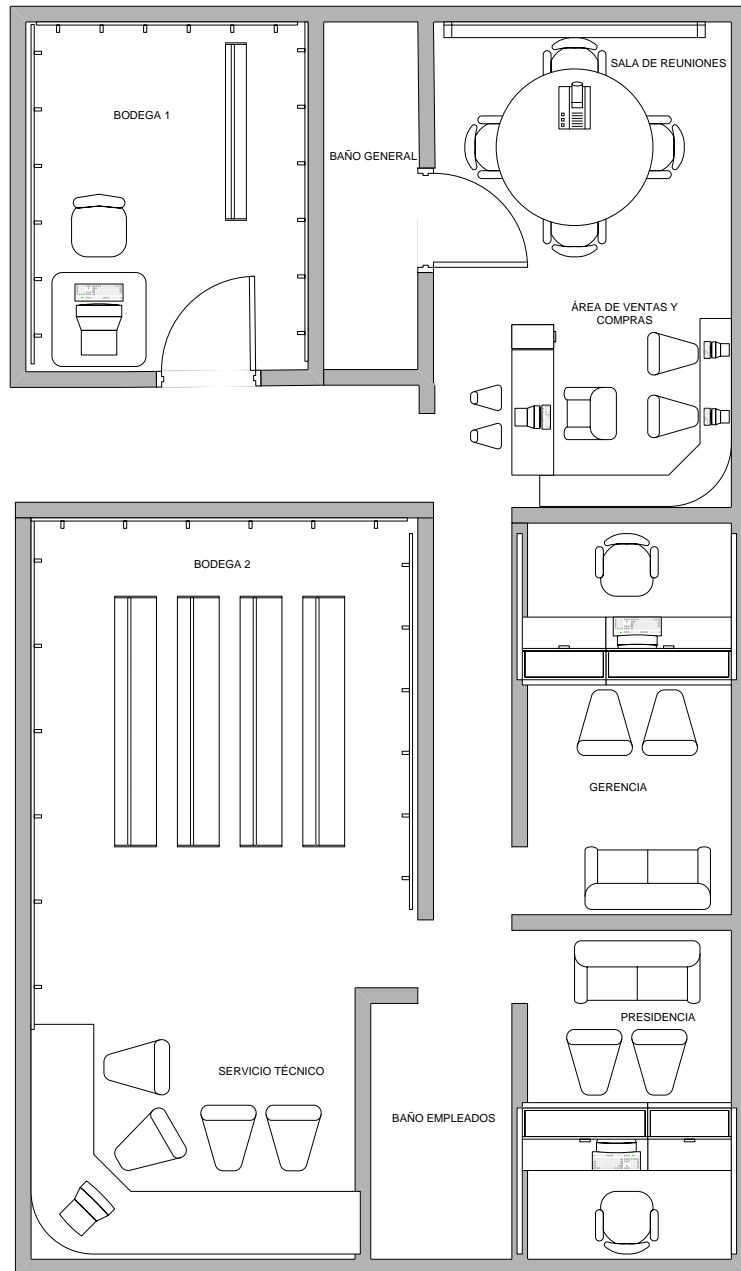 SALA DE REUNIONES
BODEGA 1
BAÑO GENERAL
ÁREA DE VENTAS Y
COMPRAS
BODEGA 2
GERENCIA
PRESIDENCIA
SERVICIO TÉCNICO
BAÑO EMPLEADOS